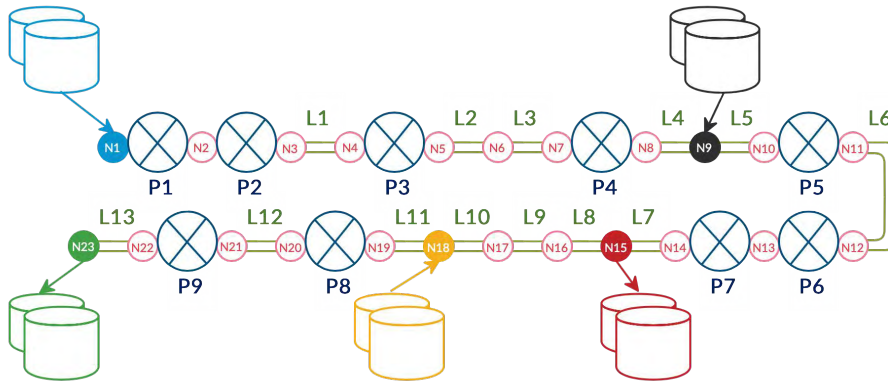 L1 L2 L3 L4 L5 L6
N1 N2 N3 N4 N5 N6 N7 N8 N9 N10 N11
P1 P2 P3 P4 P5
L13 L12 L11 L10 L9 L8 L7
N23 N22 N21 N20 N19 N18 N17 N16 N15 N14 N13 N12
P9 P8 P7 P6